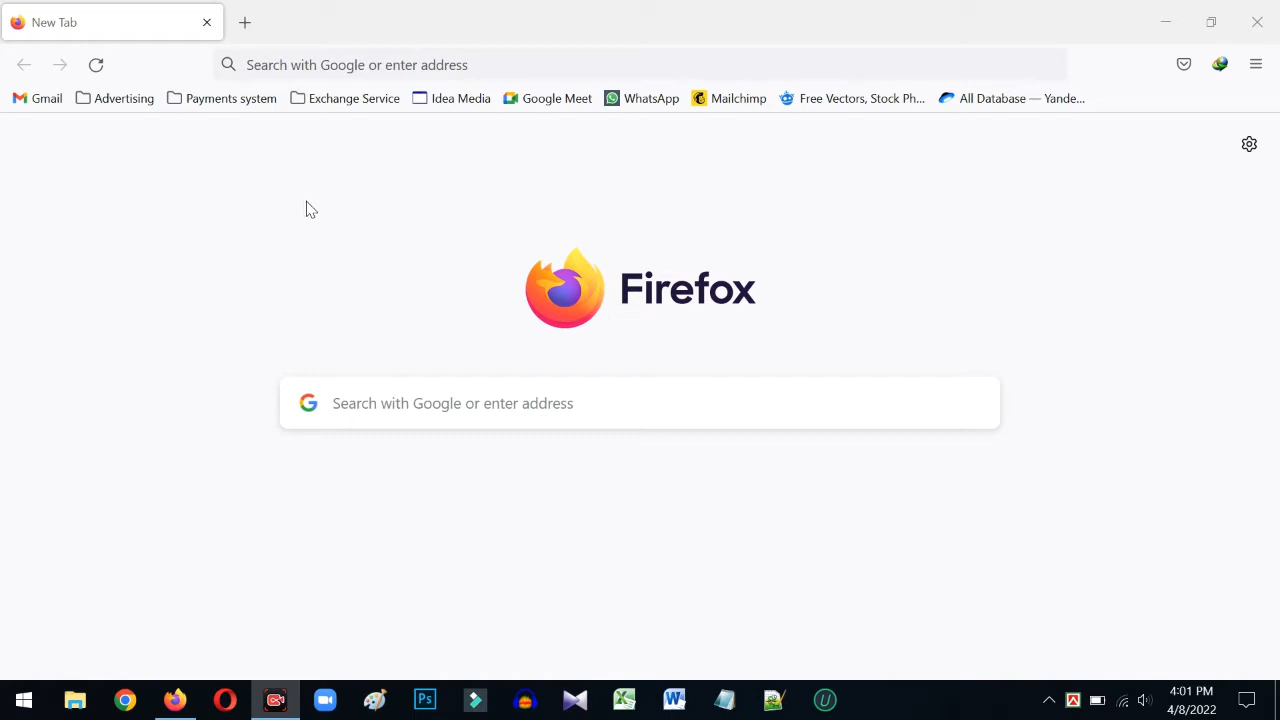 New Tab
Search with Google or enter address
Gmail Advertising Payments system Exchange Service Idea Media Google Meet WhatsApp Mailchimp Free Vectors, Stock Ph... All Database — Yande...
Firefox
Search with Google or enter address
Ps
4:01 PM
4/8/2022